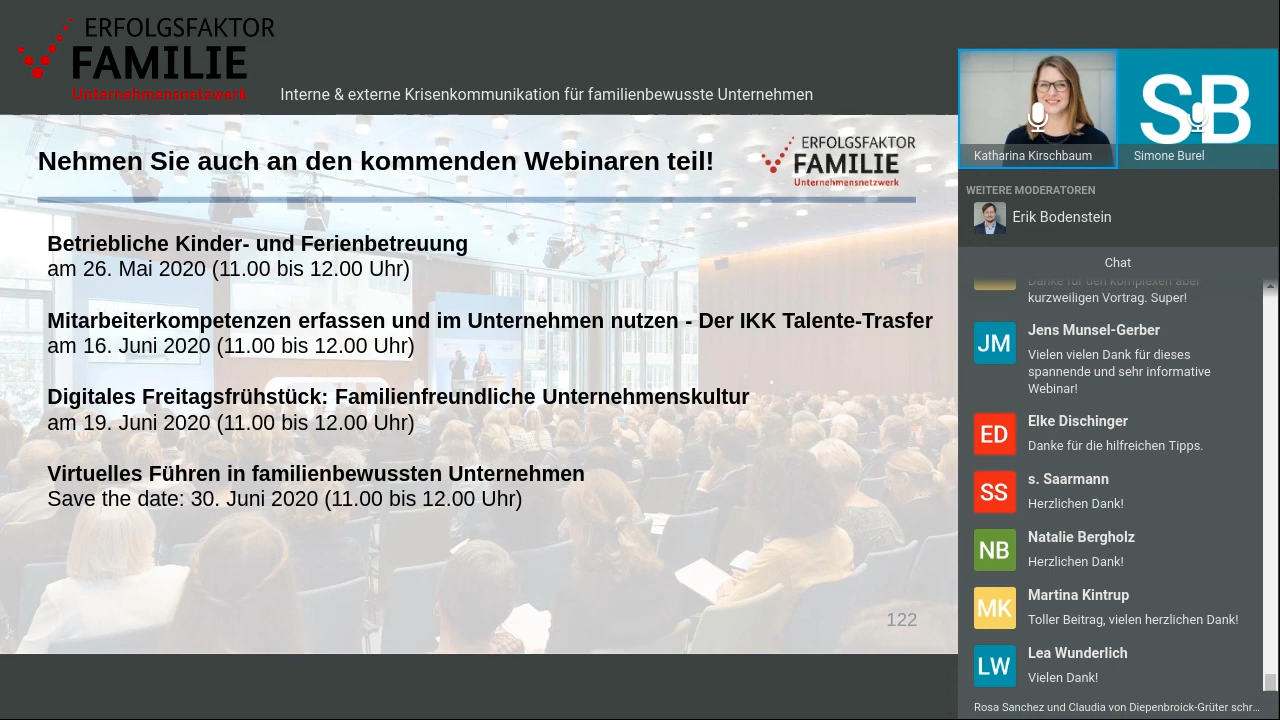 ERFOLGSFAKTOR
FAMILIE
Unternehmensnetzwerk
Interne & externe Krisenkommunikation für familienbewusste Unternehmen
Nehmen Sie auch an den kommenden Webinaren teil!
ERFOLGSFAKTOR
FAMILIE
Unternehmensnetzwerk
Betriebliche Kinder- und Ferienbetreuung
am 26. Mai 2020 (11.00 bis 12.00 Uhr)
Mitarbeiterkompetenzen erfassen und im Unternehmen nutzen - Der IKK Talente-Trasfer
am 16. Juni 2020 (11.00 bis 12.00 Uhr)
Digitales Freitagsfrühstück: Familienfreundliche Unternehmenskultur
am 19. Juni 2020 (11.00 bis 12.00 Uhr)
Virtuelles Führen in familienbewussten Unternehmen
Save the date: 30. Juni 2020 (11.00 bis 12.00 Uhr)
122
SB
Katharina Kirschbaum
Simone Burel
WEITERE MODERATOREN
Erik Bodenstein
Chat
Danke für den komplexen aber
kurzweiligen Vortrag. Super!
JM
Jens Munsel-Gerber
Vielen vielen Dank für dieses
spannende und sehr informative
Webinar!
ED
Elke Dischinger
Danke für die hilfreichen Tipps.
SS
s. Saarmann
Herzlichen Dank!
NB
Natalie Bergholz
Herzlichen Dank!
MK
Martina Kintrup
Toller Beitrag, vielen herzlichen Dank!
LW
Lea Wunderlich
Vielen Dank!
Rosa Sanchez und Claudia von Diepenbroick-Grüter schr...